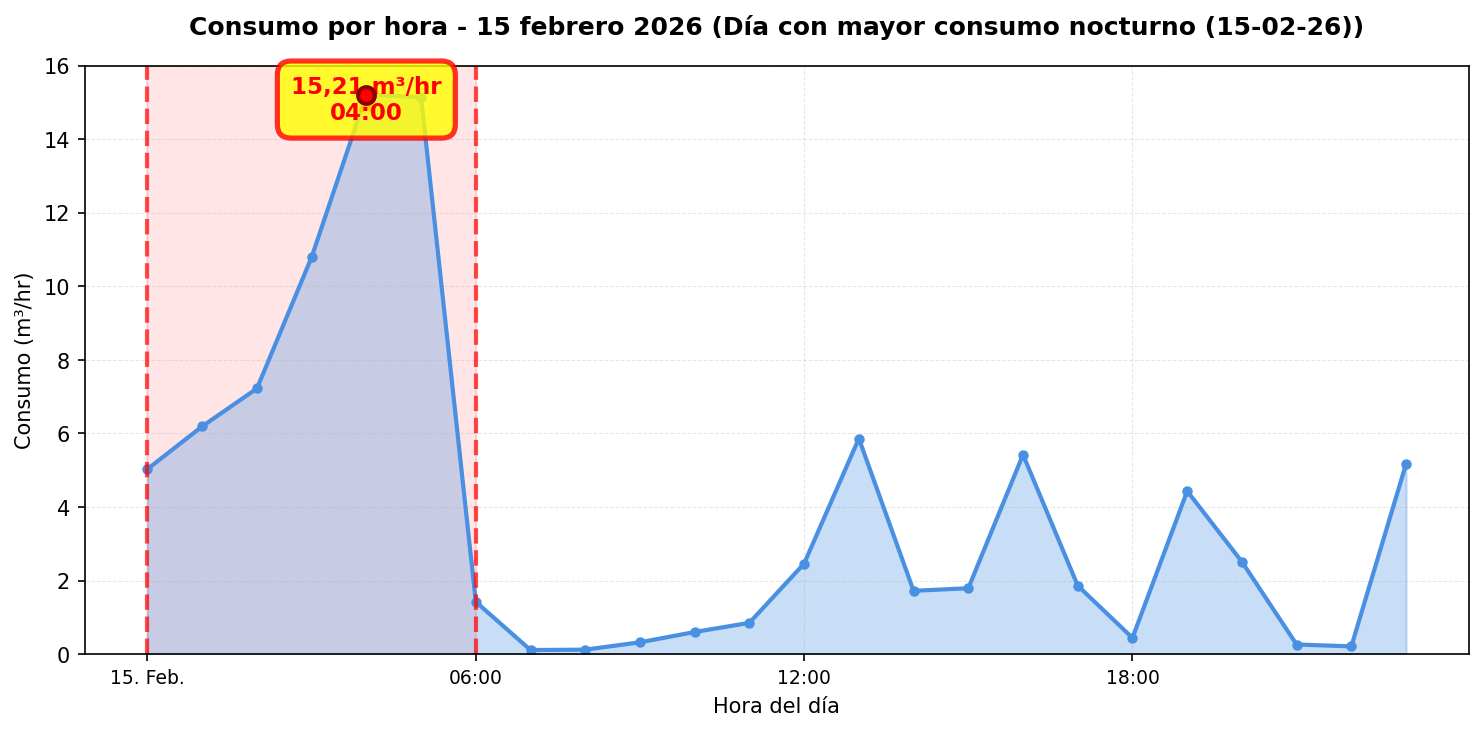 Consumo por hora - 15 febrero 2026 (Día con mayor consumo nocturno (15-02-26))
16
15,21 m³/hr
04:00
14
12
10
8
6
4
2
0
Consumo (m³/hr)
15. Feb.
06:00
12:00
18:00
Hora del día